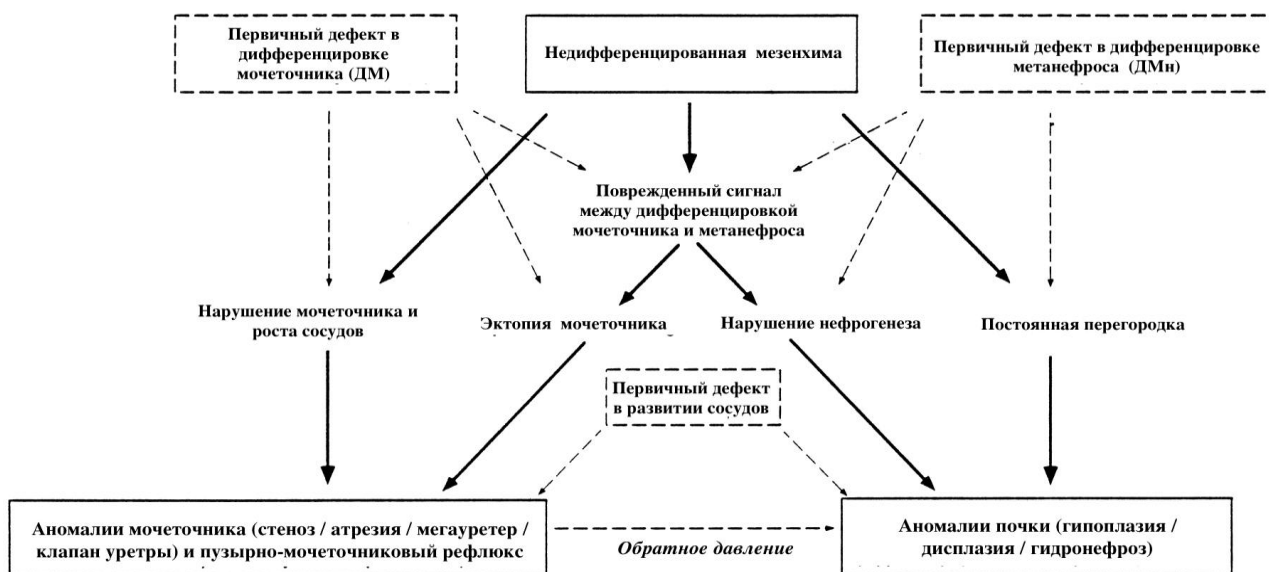 Первичный дефект в
дифференцировке
мочеточника (ДМ)
Недифференцированная мезенхима
Первичный дефект в дифференцировке
метанефроса (ДМн)
Поврежденный сигнал
между дифференцировкой
мочеточника и метанефроса
Нарушение мочеточника и
роста сосудов
Эктопия мочеточника
Нарушение нефрогенеза
Постоянная перегородка
Первичный дефект
в развитии сосудов
Аномалии мочеточника (стеноз / атрезия / мегауретер /
клапан уретры) и пузырно-мочеточниковый рефлюкс
Обратное давление
Аномалии почки (гипоплазия /
дисплазия / гидронефроз)